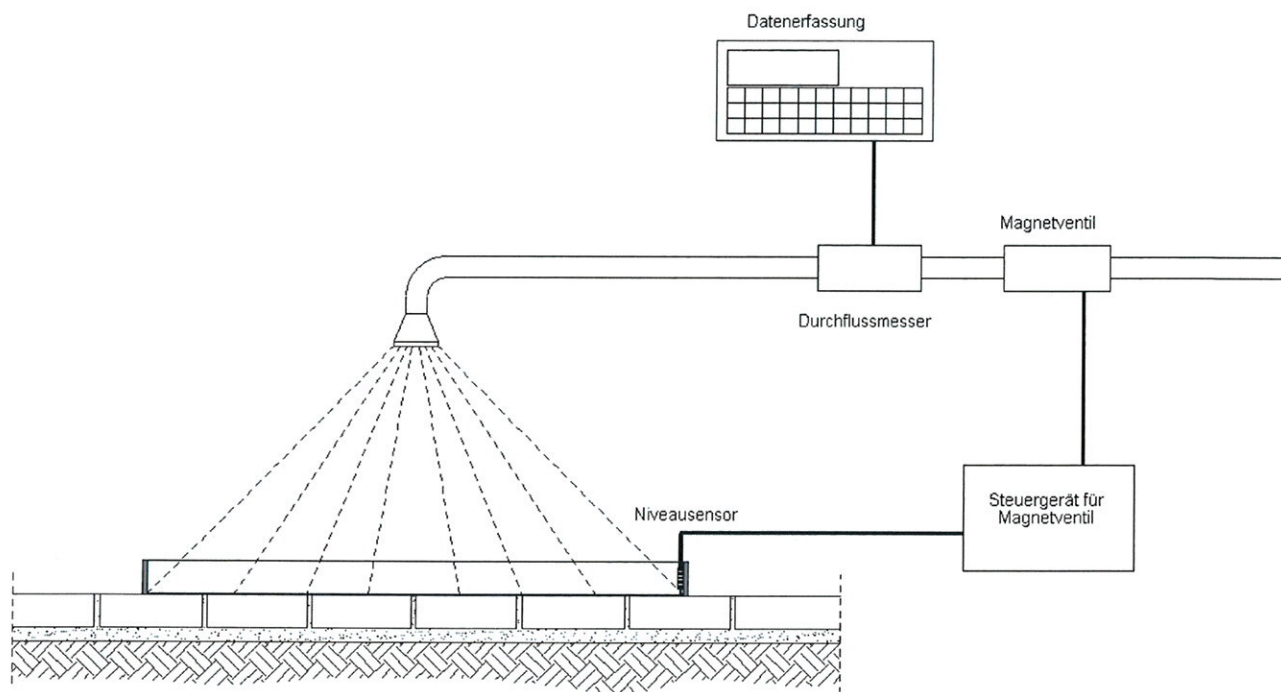 Datenerfassung
Magnetventil
Durchflussmesser
Niveausensor
Steuergerät für
Magnetventil